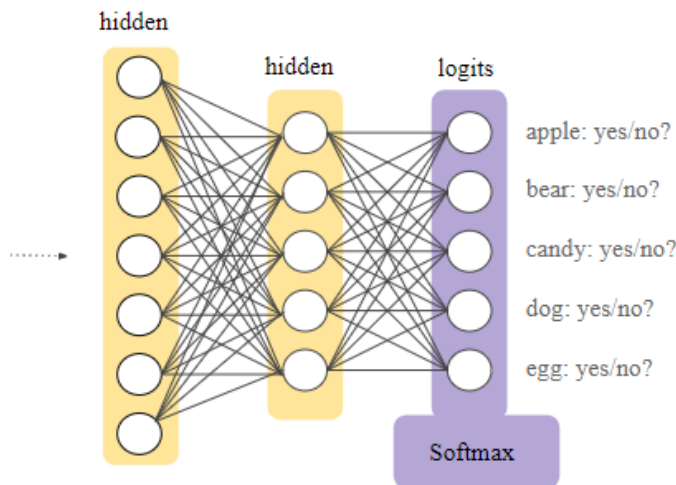 hidden
hidden
logits
apple: yes/no?
bear: yes/no?
candy: yes/no?
dog: yes/no?
egg: yes/no?
Softmax